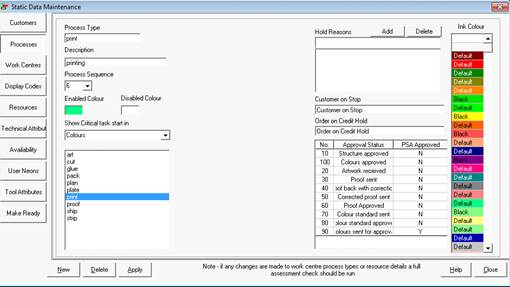 Static Data Maintenance
Customers
Processes
Work Centres
Display Codes
Resources
Technical Attribut
Availability
User Neons
Tool Attributes
Make Ready
Process Type
print
Description
printing
Process Sequence
6
Enabled Colour Disabled Colour
Show Critical task start in
Colours
art
cut
glue
pack
plan
plate
print
proof
ship
strip
Hold Reasons Add Delete
Customer on Stop
Customer on Stop
Order on Credit Hold
Order on Credit Hold
No Approval Status PSA Approved
10 Structure approved N
100 Colours approved N
20 Artwork received N
30 Proof sent N
40 oof back with correctic N
50 Corrected proof sent N
60 Proof Approved N
70 Colour standard sent N
80 olour standard approv N
90 olours sent for approv Y
Ink Colour
Default
Default
Default
Default
Default
Black
Default
Black
Default
Default
Default
Default
Black
Default
Default
Default
Default
Default
Black
Default
Default
Default
Default
New Delete Apply
Note - if any changes are made to work centre process types or resource details a full
assessment check should be run
Help Close